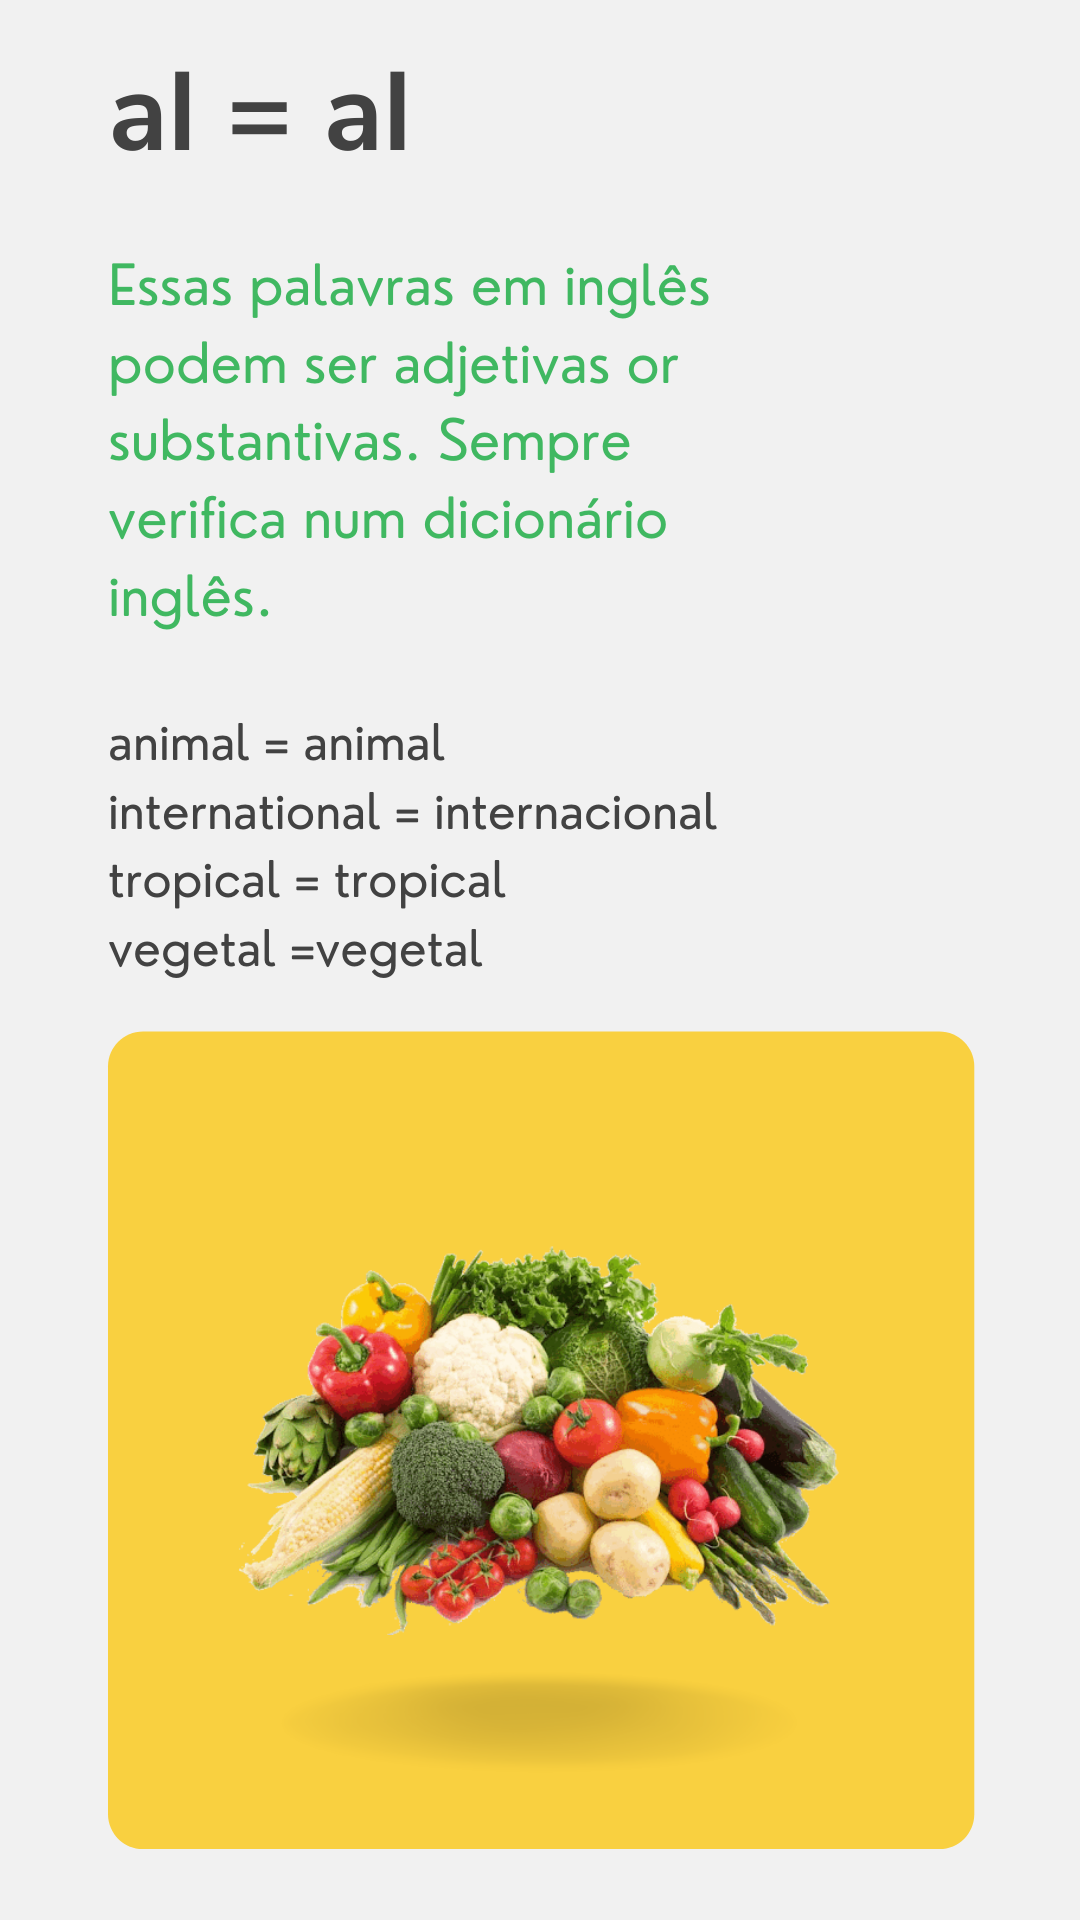 al = al
Essas palavras em inglês
podem ser adjetivas or
substantivas. Sempre
verifica num dicionário
inglês.
animal = animal
international = internacional
tropical = tropical
vegetal =vegetal